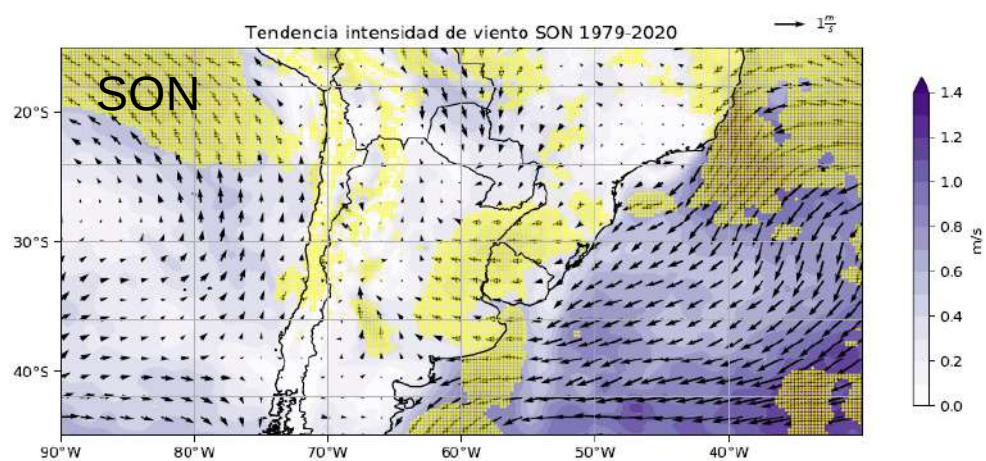 Tendencia intensidad de viento SON 1979-2020
1 m/s
SON
20°S
30°S
40°S
90°W
80°W
70°W
60°W
50°W
40°W
1.4
1.2
1.0
0.8
0.6
0.4
0.2
0.0
m/s